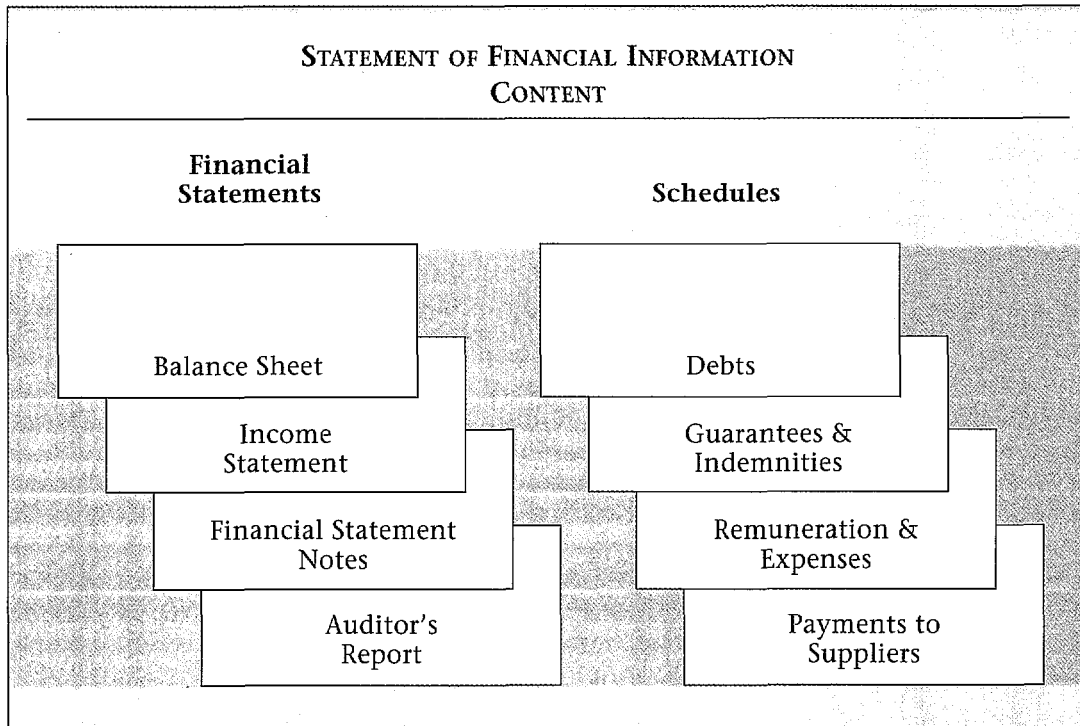 STATEMENT OF FINANCIAL INFORMATION
CONTENT
Financial
Statements
Balance Sheet
Income
Statement
Financial Statement
Notes
Auditor's
Report
Schedules
Debts
Guarantees &
Indemnities
Remuneration &
Expenses
Payments to
Suppliers